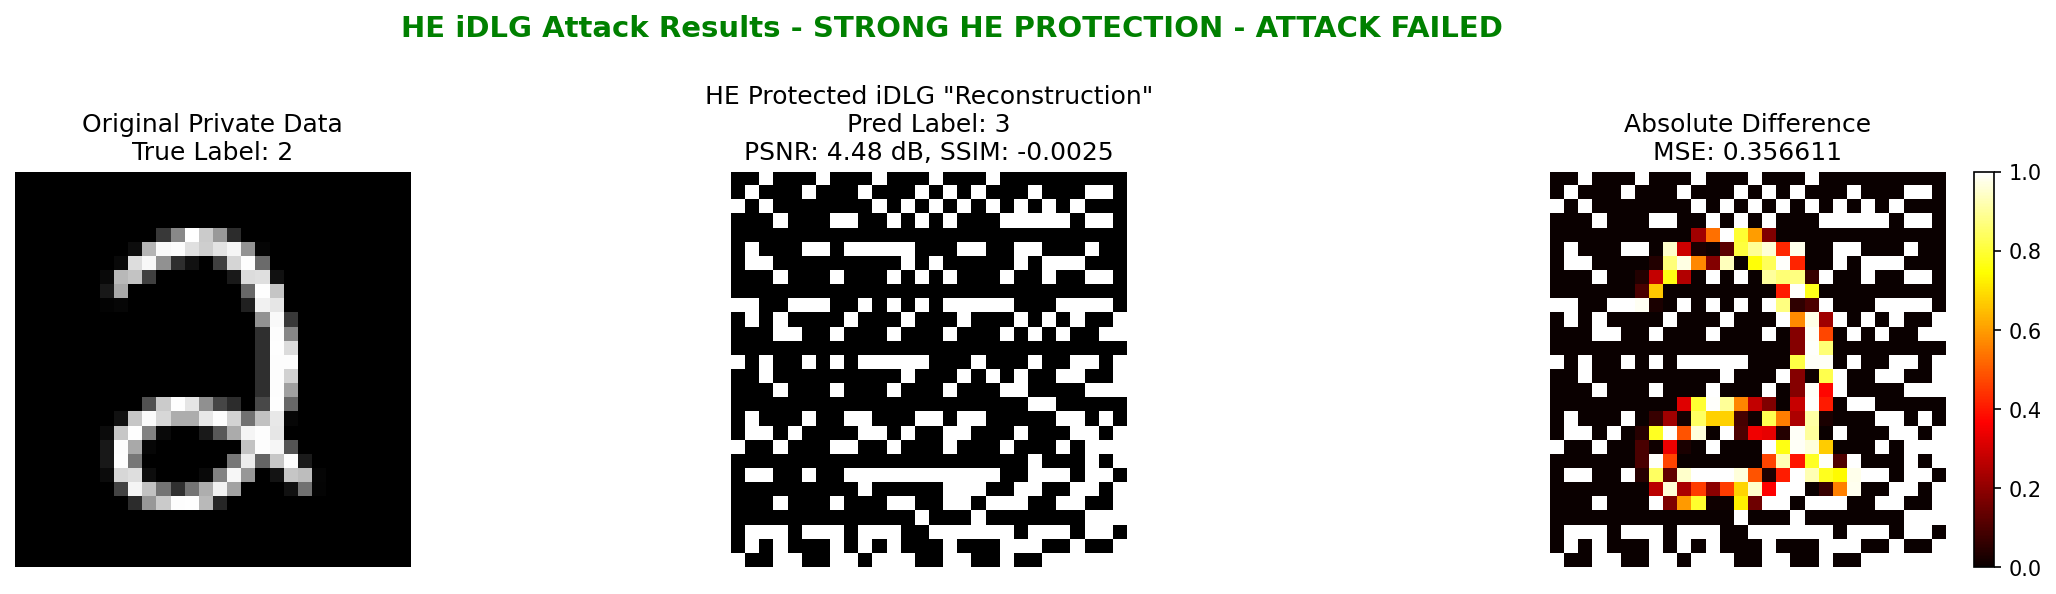 HE iDLG Attack Results - STRONG HE PROTECTION - ATTACK FAILED
Original Private Data
True Label: 2
HE Protected iDLG "Reconstruction"
Pred Label: 3
PSNR: 4.48 dB, SSIM: -0.0025
Absolute Difference
MSE: 0.356611
1.0
0.8
0.6
0.4
0.2
0.0
2